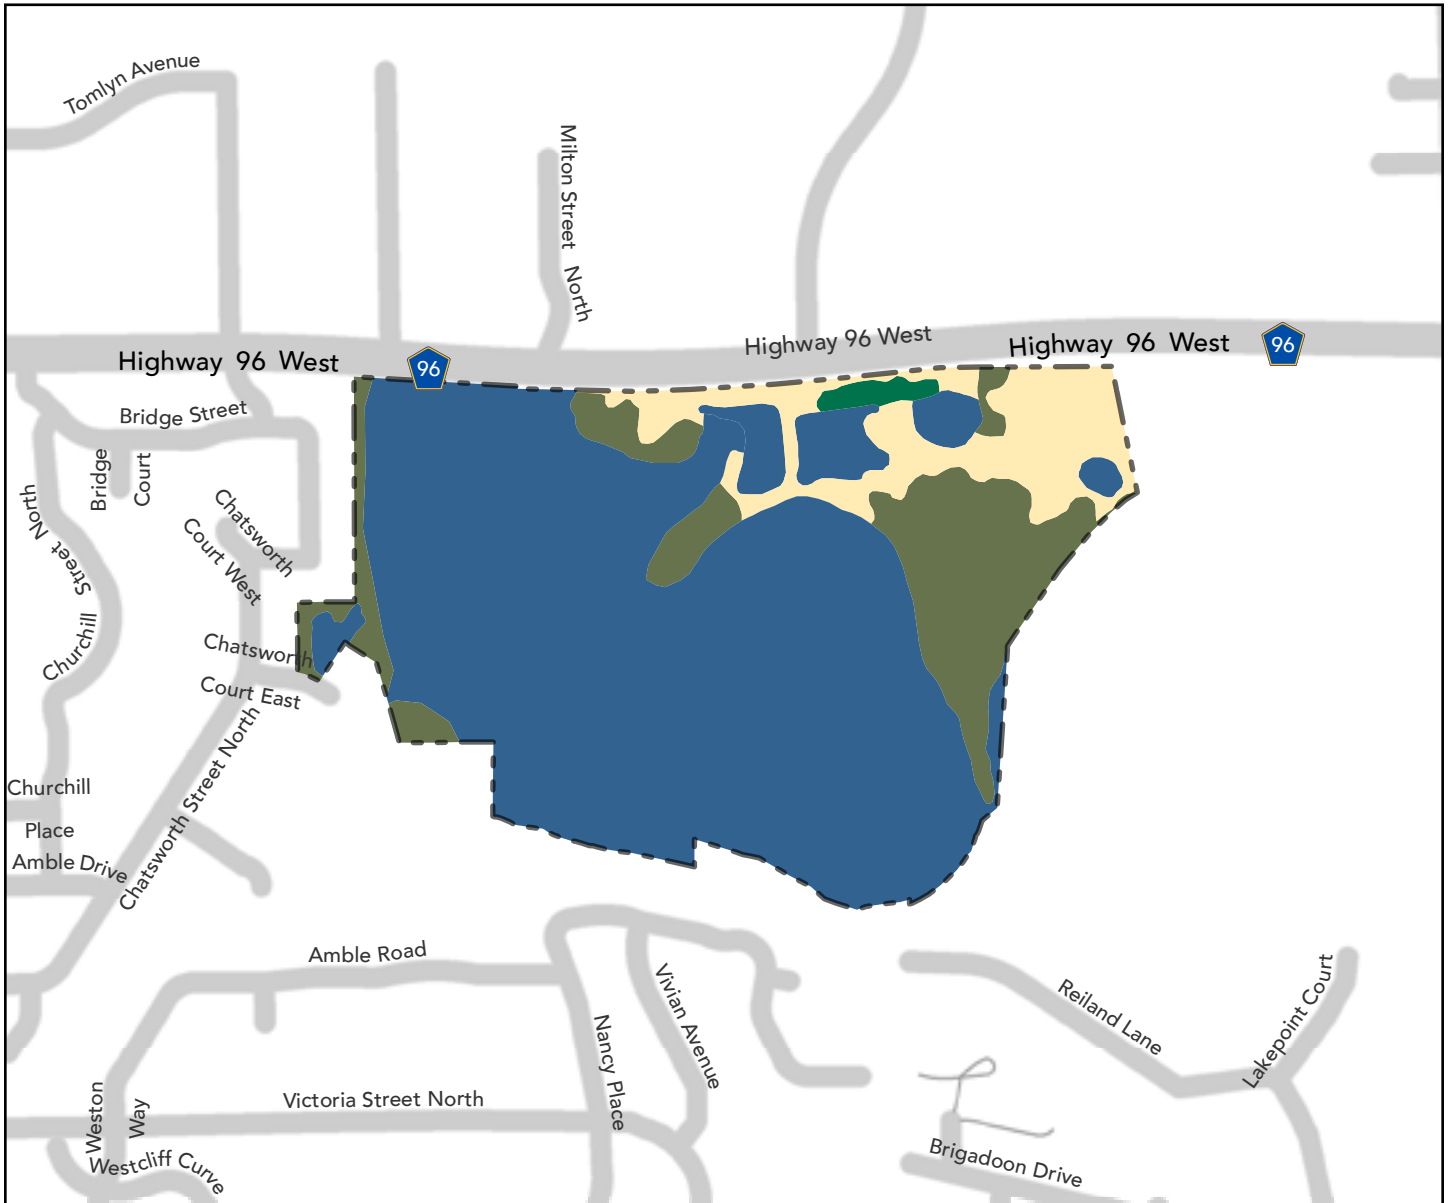 Tomlyn Avenue
Milton Street North
Highway 96 West
96
Highway 96 West
Highway 96 West
96
Bridge Street
Bridge
Court
Chatsworth
Court West
Churchill
Street North
Chatsworth
Court East
Chatsworth Street North
Churchill
Place
Amble Drive
Amble Road
Vivian Avenue
Nancy Place
Reiland Lane
Lakepoint Court
Victoria Street North
Weston
Way
Westcliff Curve
Brigadoon Drive